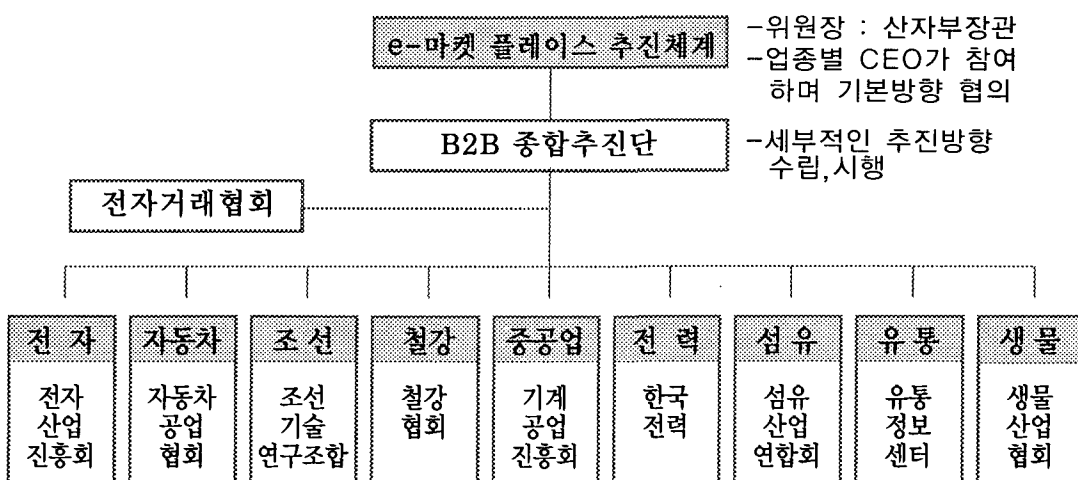 e-마켓 플레이스 추진체계
-위원장 : 산자부장관
-업종별 CEO가 참여
하며 기본방향 협의
B2B 종합추진단
-세부적인 추진방향
수립,시행
전자거래협회
전 자
자동차
조 선
철강
중공업
전 력
섬 유
유 통
생 물
전자
산업
진흥회
자동차
공업
협회
조선
기술
연구조합
철강
협회
기계
공업
진흥회
한국
전력
섬유
산업
연합회
유통
정보
센터
생물
산업
협회